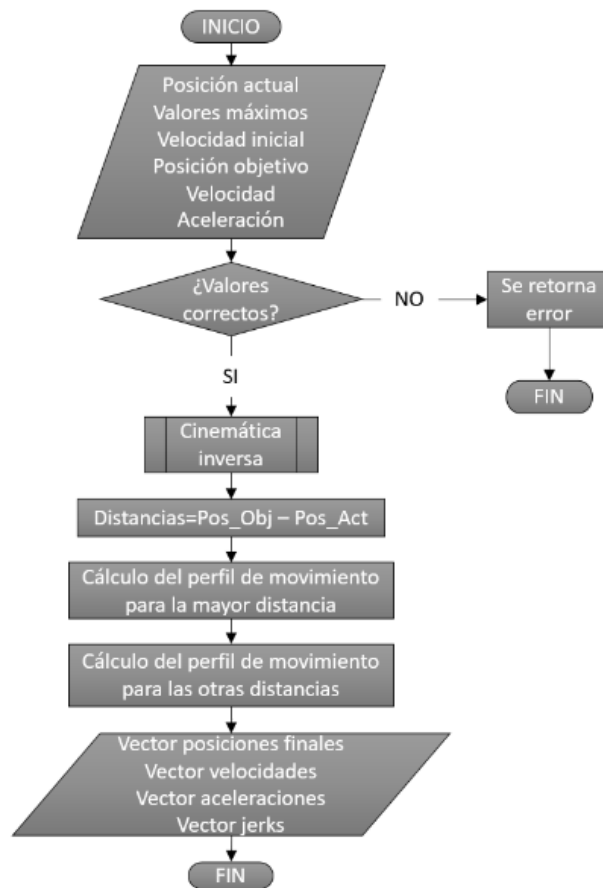 INICIO
Posición actual
Valores máximos
Velocidad inicial
Posición objetivo
Velocidad
Aceleración
¿Valores
correctos?
NO
Se retorna
error
FIN
SI
Cinemática
inversa
Distancias=Pos_Obj – Pos_Act
Cálculo del perfil de movimiento
para la mayor distancia
Cálculo del perfil de movimiento
para las otras distancias
Vector posiciones finales
Vector velocidades
Vector aceleraciones
Vector jerks
FIN